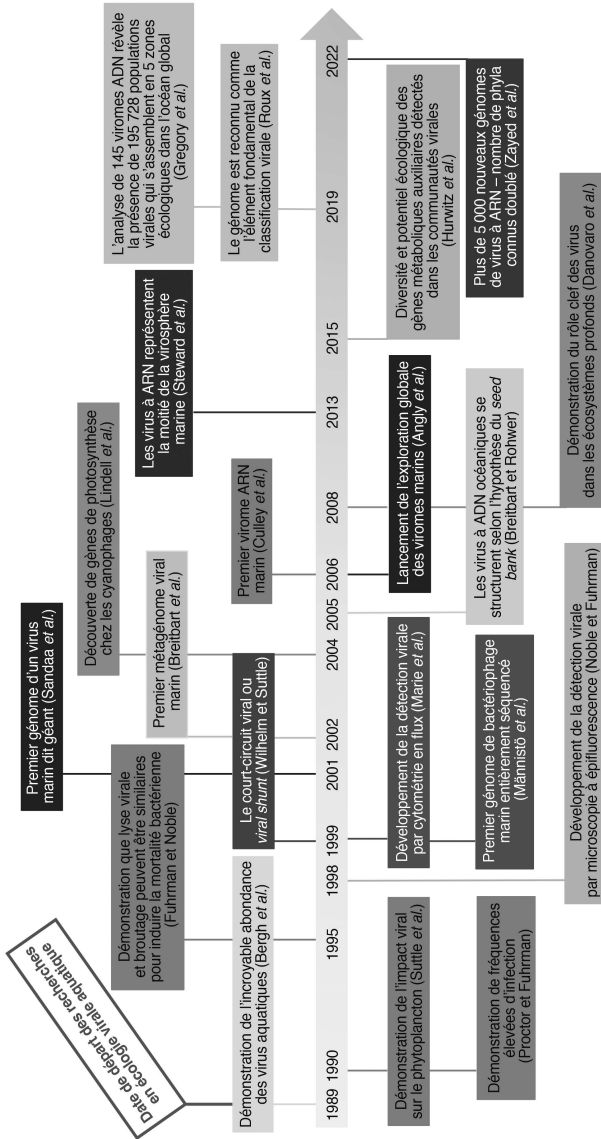 Date de départ des recherches
en écologie virale aquatique
Démonstration de l'incroyable abondance
des virus aquatiques (Bergh et al.)
Démonstration que lyse virale
et broutage peuvent être similaires
pour induire la mortalité bactérienne
(Fuhrman et Noble)
Premier génome d'un virus
marin dit géant (Sandaa et al.)
Le court-circuit viral ou
viral shunt (Wilhelm et Suttle)
Premier métagénome viral
marin (Breitbart et al.)
Découverte de gènes de photosynthèse
chez les cyanophages (Lindell et al.)
Premier virome ARN
marin (Culley et al.)
Les virus à ARN représentent
la moitié de la virosphère
marine (Steward et al.)
L'analyse de 145 viromes ADN révèle
la présence de 195 728 populations
virales qui s'assemblent en 5 zones
écologiques dans l'océan global
(Gregory et al.)
Le génome est reconnu comme
l'élément fondamental de la
classification virale (Roux et al.)
1989 1990 1995 1998 1999 2001 2002 2004 2005 2006 2008 2013 2015 2019 2022
Démonstration de l'impact viral
sur le phytoplancton (Suttle et al.)
Démonstration de fréquences
élevées d'infection
(Proctor et Fuhrman)
Développement de la détection virale
par cytométrie en flux (Marie et al.)
Premier génome de bactériophage
marin entièrement séquencé
(Männistö et al.)
Développement de la détection virale
par microscopie à épifluorescence (Noble et Fuhrman)
Lancement de l'exploration globale
des viromes marins (Angly et al.)
Les virus à ADN océaniques se
structurent selon l'hypothèse du seed
bank (Breitbart et Rohwer)
Démonstration du rôle clef des virus
dans les écosystèmes profonds (Danovaro et al.)
Diversité et potentiel écologique des
gènes métaboliques auxiliaires détectés
dans les communautés virales
(Hurwitz et al.)
Plus de 5 000 nouveaux génomes
de virus à ARN – nombre de phyla
connus doublé (Zayed et al.)